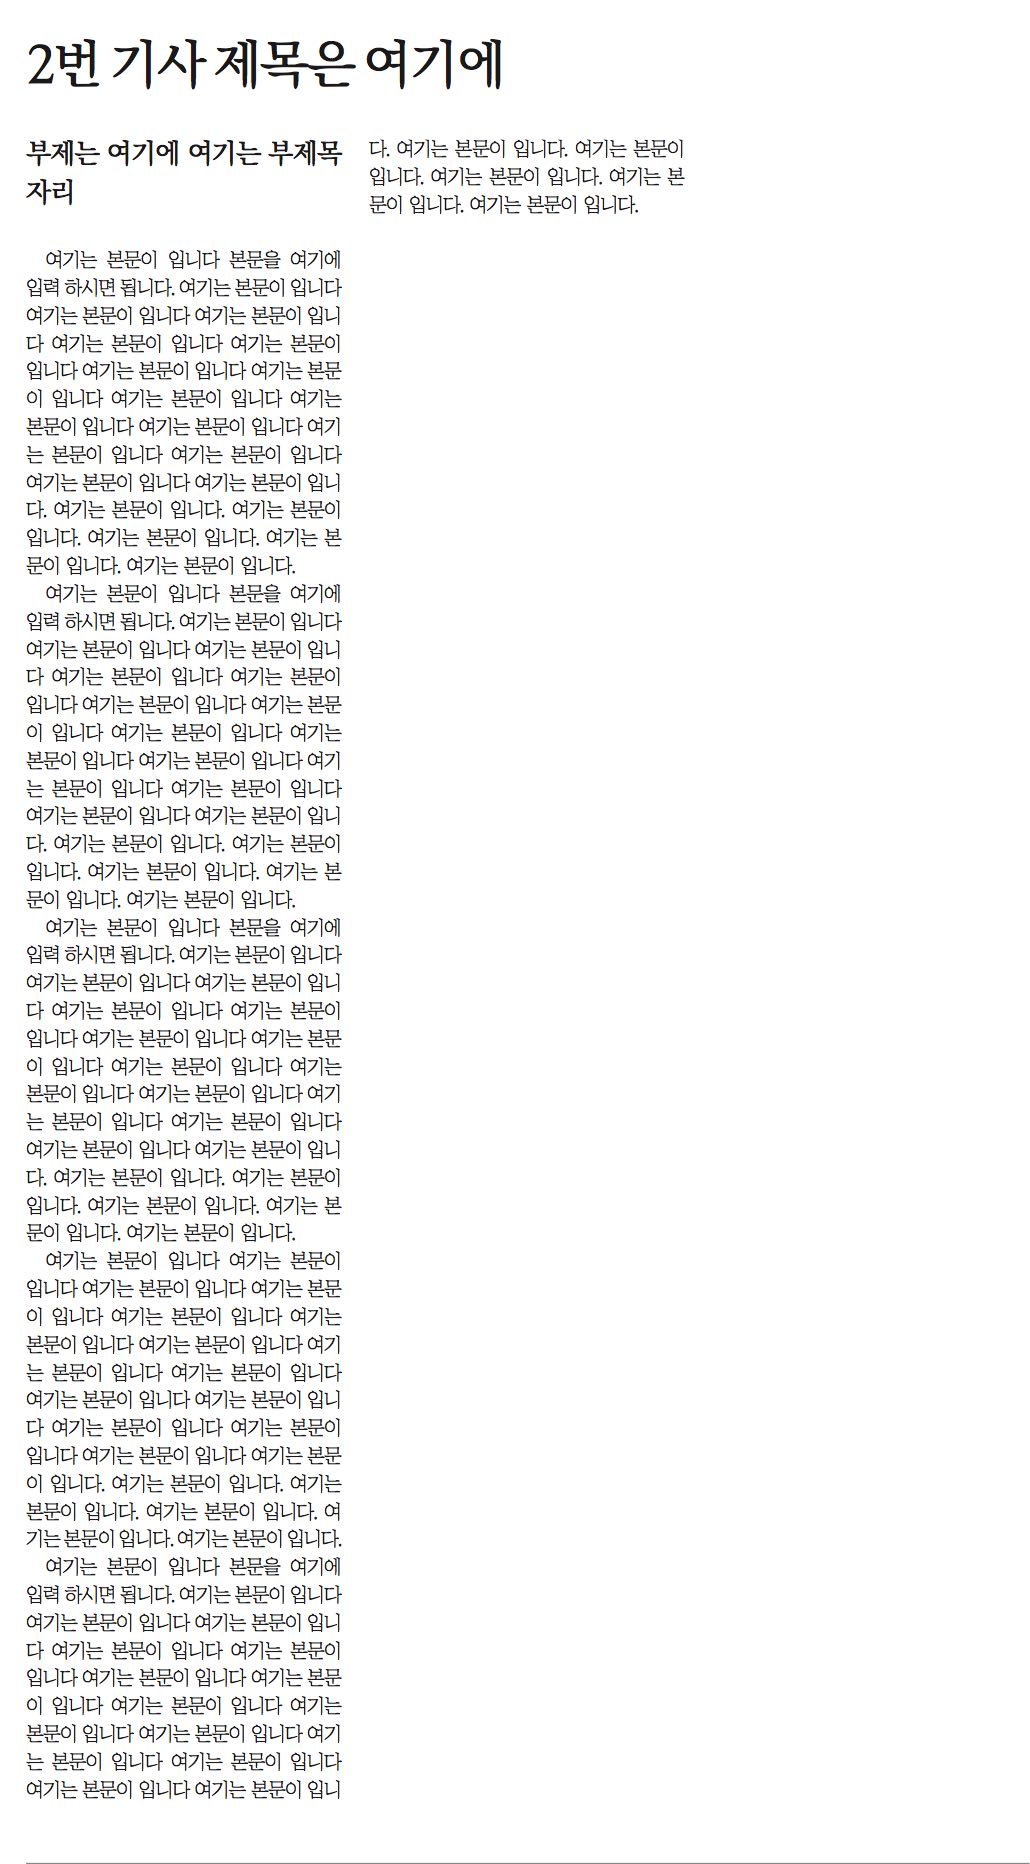 2번 기사 제목은 여기에
부제는 여기에 여기는 부제목
자리
여기는 본문이 입니다 본문을 여기에
입력 하시면 됩니다. 여기는 본문이 입니다
여기는 본문이 입니다 여기는 본문이 입니
다 여기는 본문이 입니다 여기는 본문이
입니다 여기는 본문이 입니다 여기는 본문
이 입니다 여기는 본문이 입니다 여기는
본문이 입니다 여기는 본문이 입니다 여기
는 본문이 입니다 여기는 본문이 입니다
여기는 본문이 입니다 여기는 본문이 입니
다. 여기는 본문이 입니다. 여기는 본문이
입니다. 여기는 본문이 입니다. 여기는 본
문이 입니다. 여기는 본문이 입니다.
여기는 본문이 입니다 본문을 여기에
입력 하시면 됩니다. 여기는 본문이 입니다
여기는 본문이 입니다 여기는 본문이 입니
다 여기는 본문이 입니다 여기는 본문이
입니다 여기는 본문이 입니다 여기는 본문
이 입니다 여기는 본문이 입니다 여기는
본문이 입니다 여기는 본문이 입니다 여기
는 본문이 입니다 여기는 본문이 입니다
여기는 본문이 입니다 여기는 본문이 입니
다. 여기는 본문이 입니다. 여기는 본문이
입니다. 여기는 본문이 입니다. 여기는 본
문이 입니다. 여기는 본문이 입니다.
여기는 본문이 입니다 본문을 여기에
입력 하시면 됩니다. 여기는 본문이 입니다
여기는 본문이 입니다 여기는 본문이 입니
다 여기는 본문이 입니다 여기는 본문이
입니다 여기는 본문이 입니다 여기는 본문
이 입니다 여기는 본문이 입니다 여기는
본문이 입니다 여기는 본문이 입니다 여기
는 본문이 입니다 여기는 본문이 입니다
여기는 본문이 입니다 여기는 본문이 입니
다. 여기는 본문이 입니다. 여기는 본문이
입니다. 여기는 본문이 입니다. 여기는 본
문이 입니다. 여기는 본문이 입니다.
여기는 본문이 입니다 여기는 본문이
입니다 여기는 본문이 입니다 여기는 본문
이 입니다 여기는 본문이 입니다 여기는
본문이 입니다 여기는 본문이 입니다 여기
는 본문이 입니다 여기는 본문이 입니다
여기는 본문이 입니다 여기는 본문이 입니
다 여기는 본문이 입니다 여기는 본문이
입니다 여기는 본문이 입니다 여기는 본문
이 입니다. 여기는 본문이 입니다. 여기는
본문이 입니다. 여기는 본문이 입니다. 여
기는 본문이 입니다. 여기는 본문이 입니다.
여기는 본문이 입니다 본문을 여기에
입력 하시면 됩니다. 여기는 본문이 입니다
여기는 본문이 입니다 여기는 본문이 입니
다 여기는 본문이 입니다 여기는 본문이
입니다 여기는 본문이 입니다 여기는 본문
이 입니다 여기는 본문이 입니다 여기는
본문이 입니다 여기는 본문이 입니다 여기
는 본문이 입니다 여기는 본문이 입니다
여기는 본문이 입니다 여기는 본문이 입니
다. 여기는 본문이 입니다. 여기는 본문이
입니다. 여기는 본문이 입니다. 여기는 본
문이 입니다. 여기는 본문이 입니다.